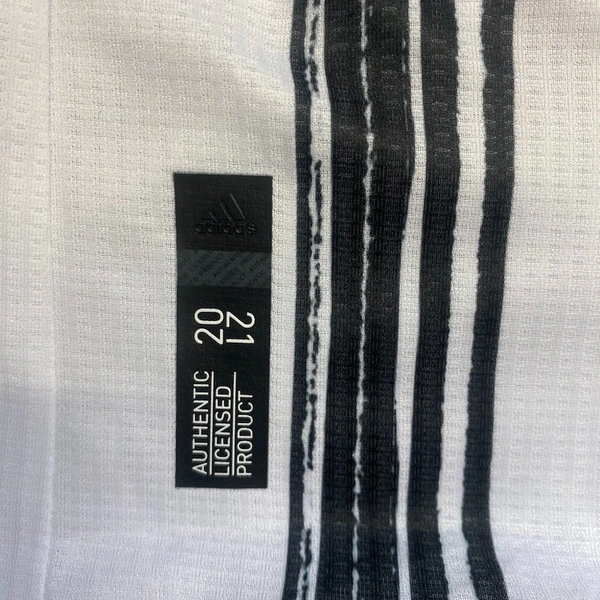 adidas
20
21
AUTHENTIC
LICENSED
PRODUCT